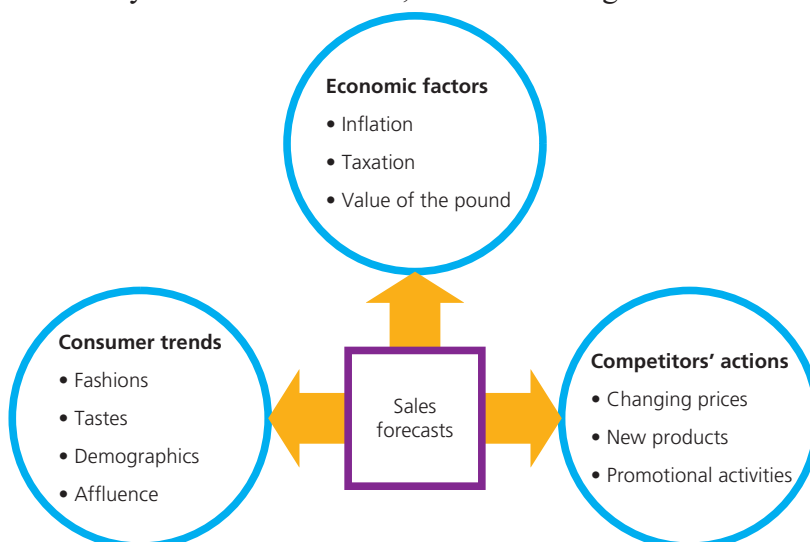 Economic factors
• Inflation
• Taxation
• Value of the pound
Consumer trends
• Fashions
• Tastes
• Demographics
• Affluence
Sales
forecasts
Competitors’ actions
• Changing prices
• New products
• Promotional activities